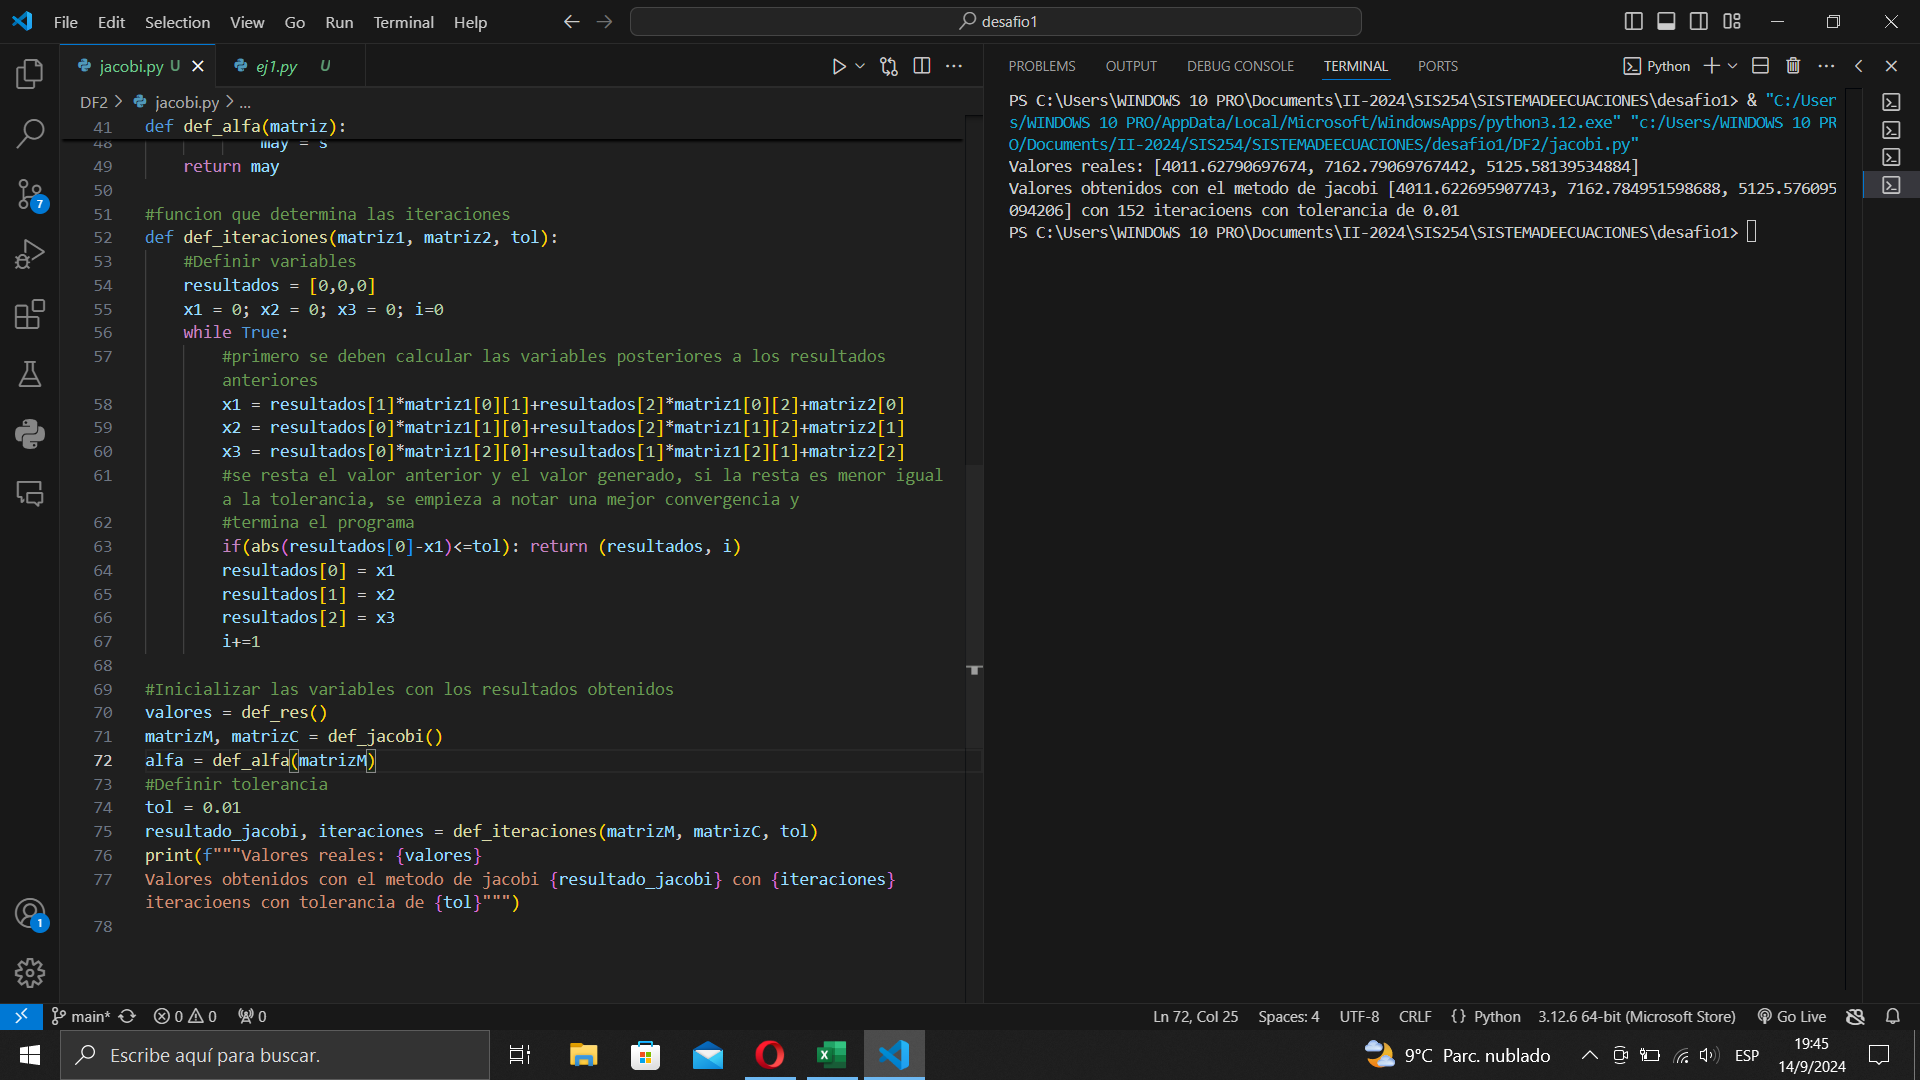 File Edit Selection View Go Run Terminal Help
desafio1
jacobi.py U
ej1.py U
DF2 > jacobi.py > ...
41 def def_alfa(matriz):
48 may = s
49 return may
50
51 #funcion que determina las iteraciones
52 def def_iteraciones(matriz1, matriz2, tol):
53 #Definir variables
54 resultados = [0,0,0]
55 x1 = 0; x2 = 0; x3 = 0; i=0
56 while True:
57 #primero se deben calcular las variables posteriores a los resultados
anteriores
58 x1 = resultados[1]*matriz1[0][1]+resultados[2]*matriz1[0][2]+matriz2[0]
59 x2 = resultados[0]*matriz1[1][0]+resultados[2]*matriz1[1][2]+matriz2[1]
60 x3 = resultados[0]*matriz1[2][0]+resultados[1]*matriz1[2][1]+matriz2[2]
61 #se resta el valor anterior y el valor generado, si la resta es menor igual
a la tolerancia, se empieza a notar una mejor convergencia y
62 #termina el programa
63 if(abs(resultados[0]-x1)<=tol): return (resultados, i)
64 resultados[0] = x1
65 resultados[1] = x2
66 resultados[2] = x3
67 i+=1
68
69 #Inicializar las variables con los resultados obtenidos
70 valores = def_res()
71 matrizM, matrizC = def_jacobi()
72 alfa = def_alfa(matrizM)
73 #Definir tolerancia
74 tol = 0.01
75 resultado_jacobi, iteraciones = def_iteraciones(matrizM, matrizC, tol)
76 print(f"""Valores reales: {valores}
77 Valores obtenidos con el metodo de jacobi {resultado_jacobi} con {iteraciones}
iteracioens con tolerancia de {tol}""")
78
PROBLEMS OUTPUT DEBUG CONSOLE TERMINAL PORTS
Python
PS C:\Users\WINDOWS 10 PRO\Documents\II-2024\SIS254\SISTEMADEECUACIONES\desafio1> & "C:/User
s/WINDOWS 10 PRO/AppData/Local/Microsoft/WindowsApps/python3.12.exe" "c:/Users/WINDOWS 10 PR
O/Documents/II-2024/SIS254/SISTEMADEECUACIONES/desafio1/DF2/jacobi.py"
Valores reales: [4011.62790697674, 7162.79069767442, 5125.58139534884]
Valores obtenidos con el metodo de jacobi [4011.622695907743, 7162.784951598688, 5125.576095
094206] con 152 iteracioens con tolerancia de 0.01
PS C:\Users\WINDOWS 10 PRO\Documents\II-2024\SIS254\SISTEMADEECUACIONES\desafio1>
7
1
main* 0 0 0
Ln 72, Col 25 Spaces: 4 UTF-8 CRLF {} Python 3.12.6 64-bit (Microsoft Store) Go Live
Escribe aquí para buscar.
9°C Parc. nublado
ESP
19:45
14/9/2024